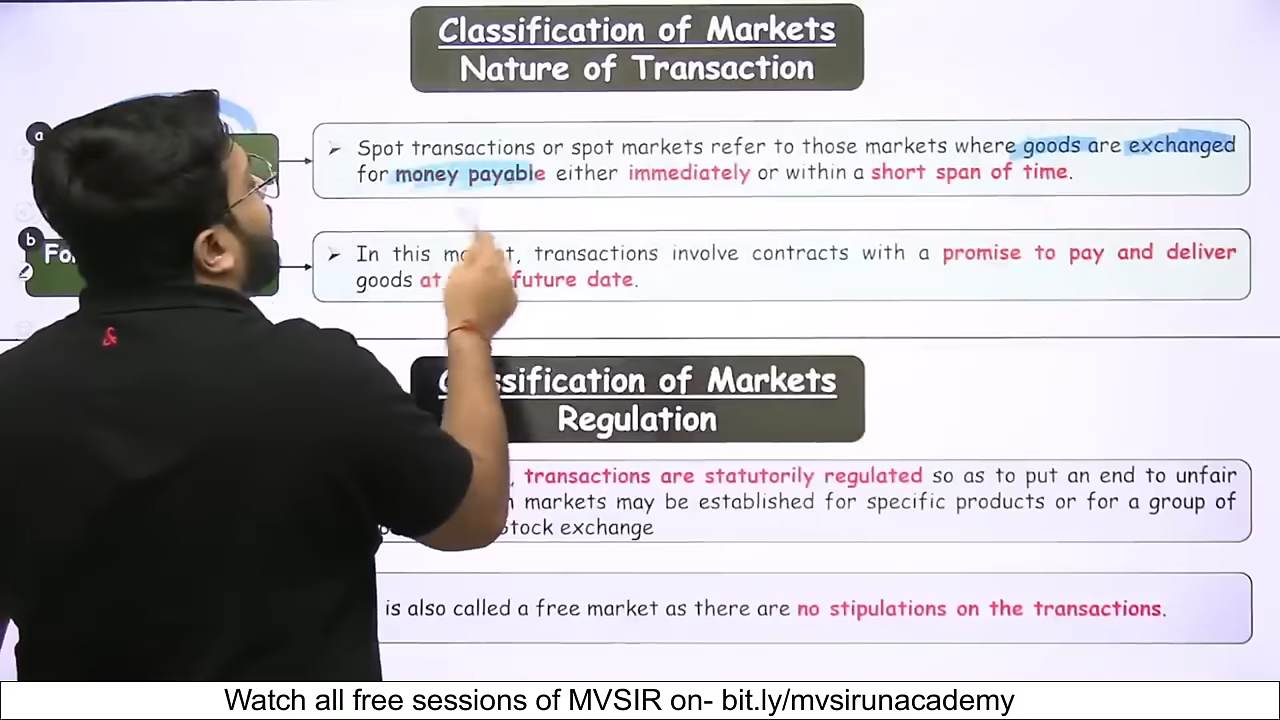 Classification of Markets
Nature of Transaction
a
➢ Spot transactions or spot markets refer to those markets where goods are exchanged
for money payable either immediately or within a short span of time.
b
➢ In this transactions involve contracts with a promise to pay and deliver
goods at future date.
of Markets
Regulation
transactions are statutorily regulated so as to put an end to unfair
markets may be established for specific products or for a group of
exchange
is also called a free market as there are no stipulations on the transactions.
Watch all free sessions of MVSIR on- bit.ly/mvsirunacademy